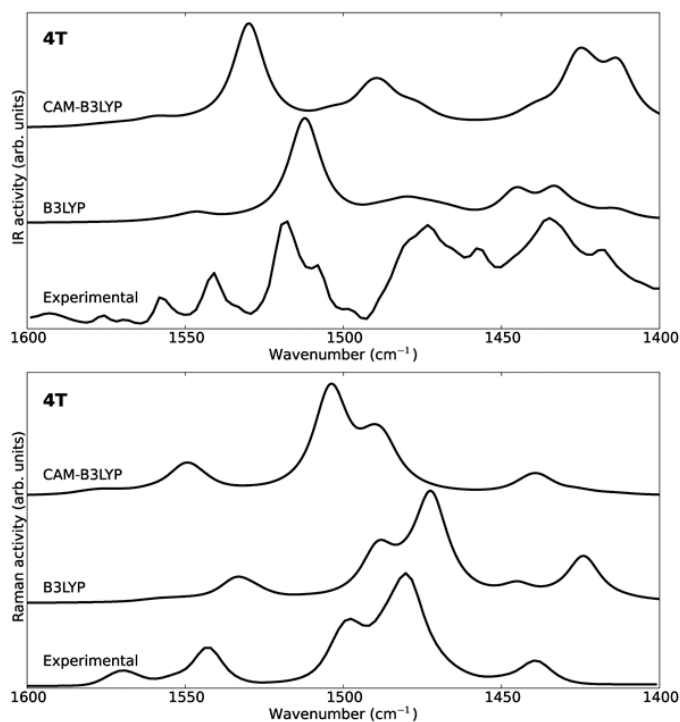 4T
CAM-B3LYP
B3LYP
Experimental
IR activity (arb. units)
1600 1550 1500 1450 1400
Wavenumber (cm⁻¹)
4T
CAM-B3LYP
B3LYP
Experimental
Raman activity (arb. units)
1600 1550 1500 1450 1400
Wavenumber (cm⁻¹)